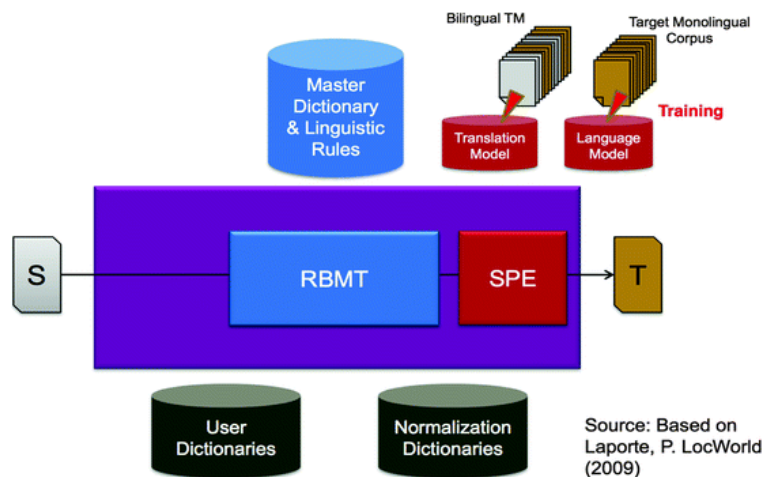 Bilingual TM
Target Monolingual
Corpus
Master
Dictionary
& Linguistic
Rules
Training
Translation
Model
Language
Model
S
RBMT
SPE
T
User
Dictionaries
Normalization
Dictionaries
Source: Based on
Laporte, P. LocWorld
(2009)